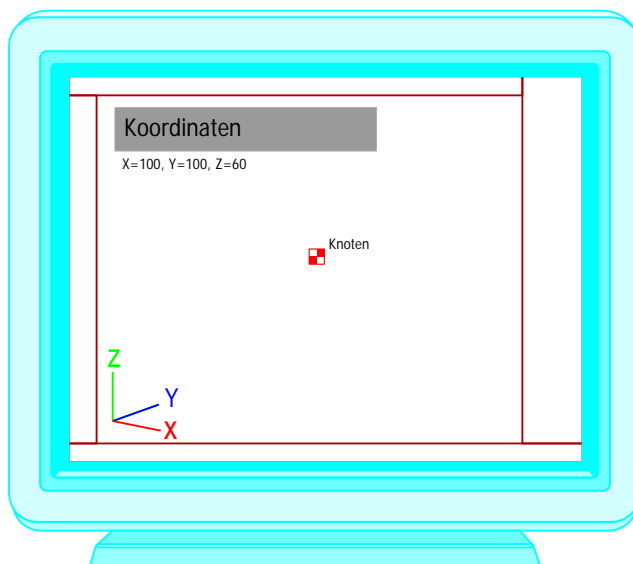 Koordinaten
X=100, Y=100, Z=60
Knoten
Z
Y
X